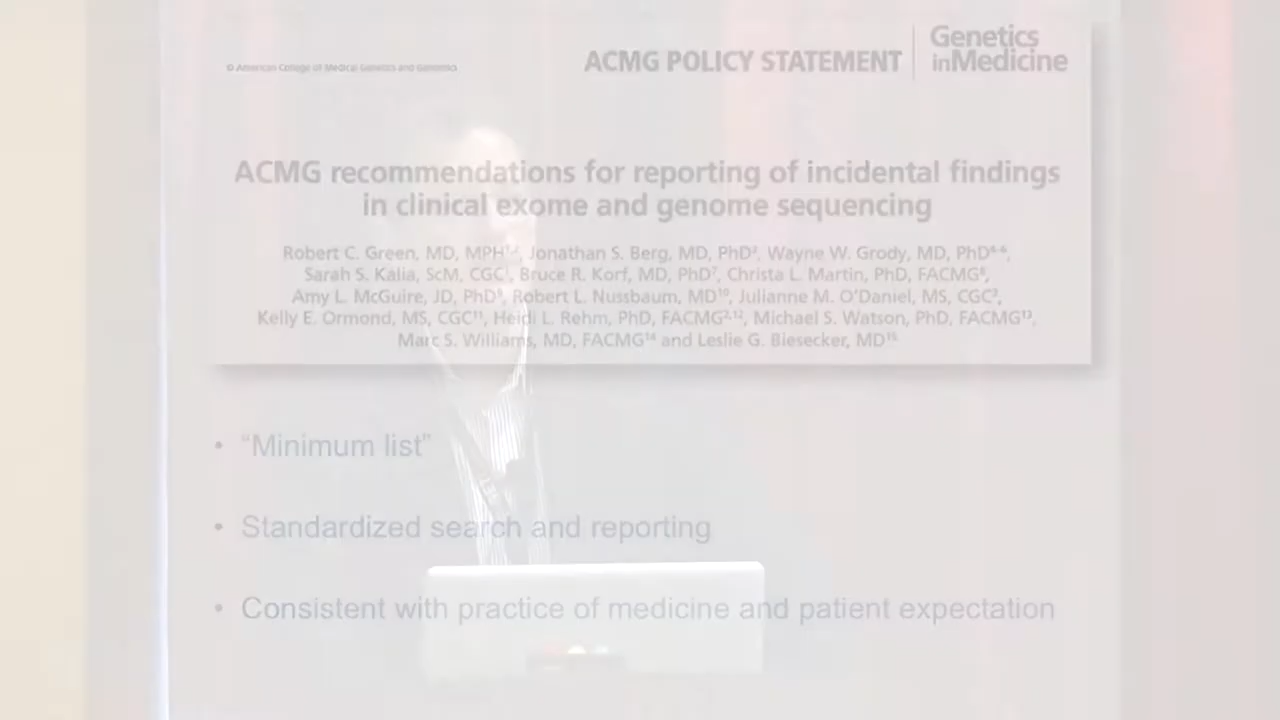 © American College of Medical Genetics and Genomics
ACMG POLICY STATEMENT
Genetics
inMedicine
ACMG recommendations for reporting of incidental findings
in clinical exome and genome sequencing
Robert C. Green, MD, MPH¹,², Jonathan S. Berg, MD, PhD³, Wayne W. Grody, MD, PhD⁴⁻⁶,
Sarah S. Kalia, ScM, CGC¹, Bruce R. Korf, MD, PhD⁷, Christa L. Martin, PhD, FACMG⁸,
Amy L. McGuire, JD, PhD⁹, Robert L. Nussbaum, MD¹⁰, Julianne M. O’Daniel, MS, CGC³,
Kelly E. Ormond, MS, CGC¹¹, Heidi L. Rehm, PhD, FACMG²,¹², Michael S. Watson, PhD, FACMG¹³,
Marc S. Williams, MD, FACMG¹⁴ and Leslie G. Biesecker, MD¹⁵
• “Minimum list”
• Standardized search and reporting
• Consistent with practice of medicine and patient expectation